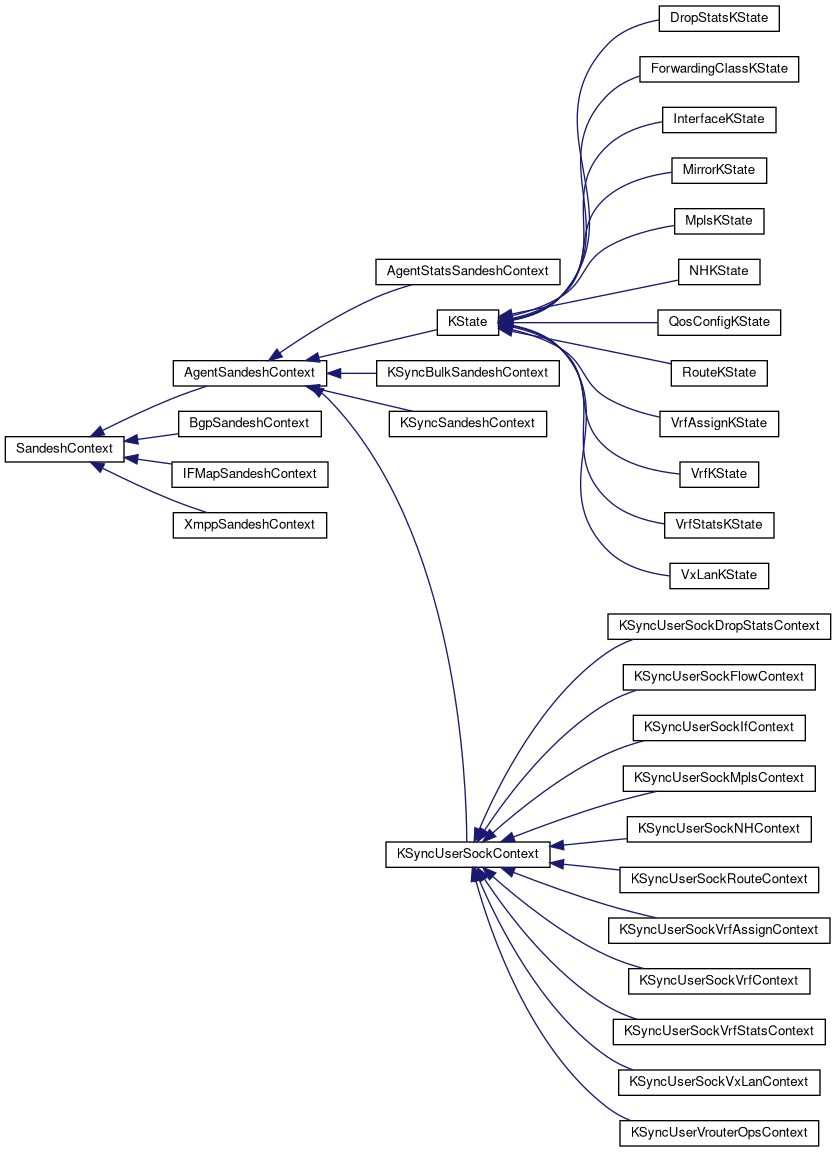 DropStatsKState
ForwardingClassKState
InterfaceKState
MirrorKState
MplsKState
AgentStatsSandeshContext
NHKState
KState
QosConfigKState
AgentSandeshContext
KSyncBulkSandeshContext
RouteKState
BgpSandeshContext
KSyncSandeshContext
VrfAssignKState
SandeshContext
IFMapSandeshContext
VrfKState
XmppSandeshContext
VrfStatsKState
VxLanKState
KSyncUserSockDropStatsContext
KSyncUserSockFlowContext
KSyncUserSockIfContext
KSyncUserSockMplsContext
KSyncUserSockNHContext
KSyncUserSockContext
KSyncUserSockRouteContext
KSyncUserSockVrfAssignContext
KSyncUserSockVrfContext
KSyncUserSockVrfStatsContext
KSyncUserSockVxLanContext
KSyncUserVrouterOpsContext